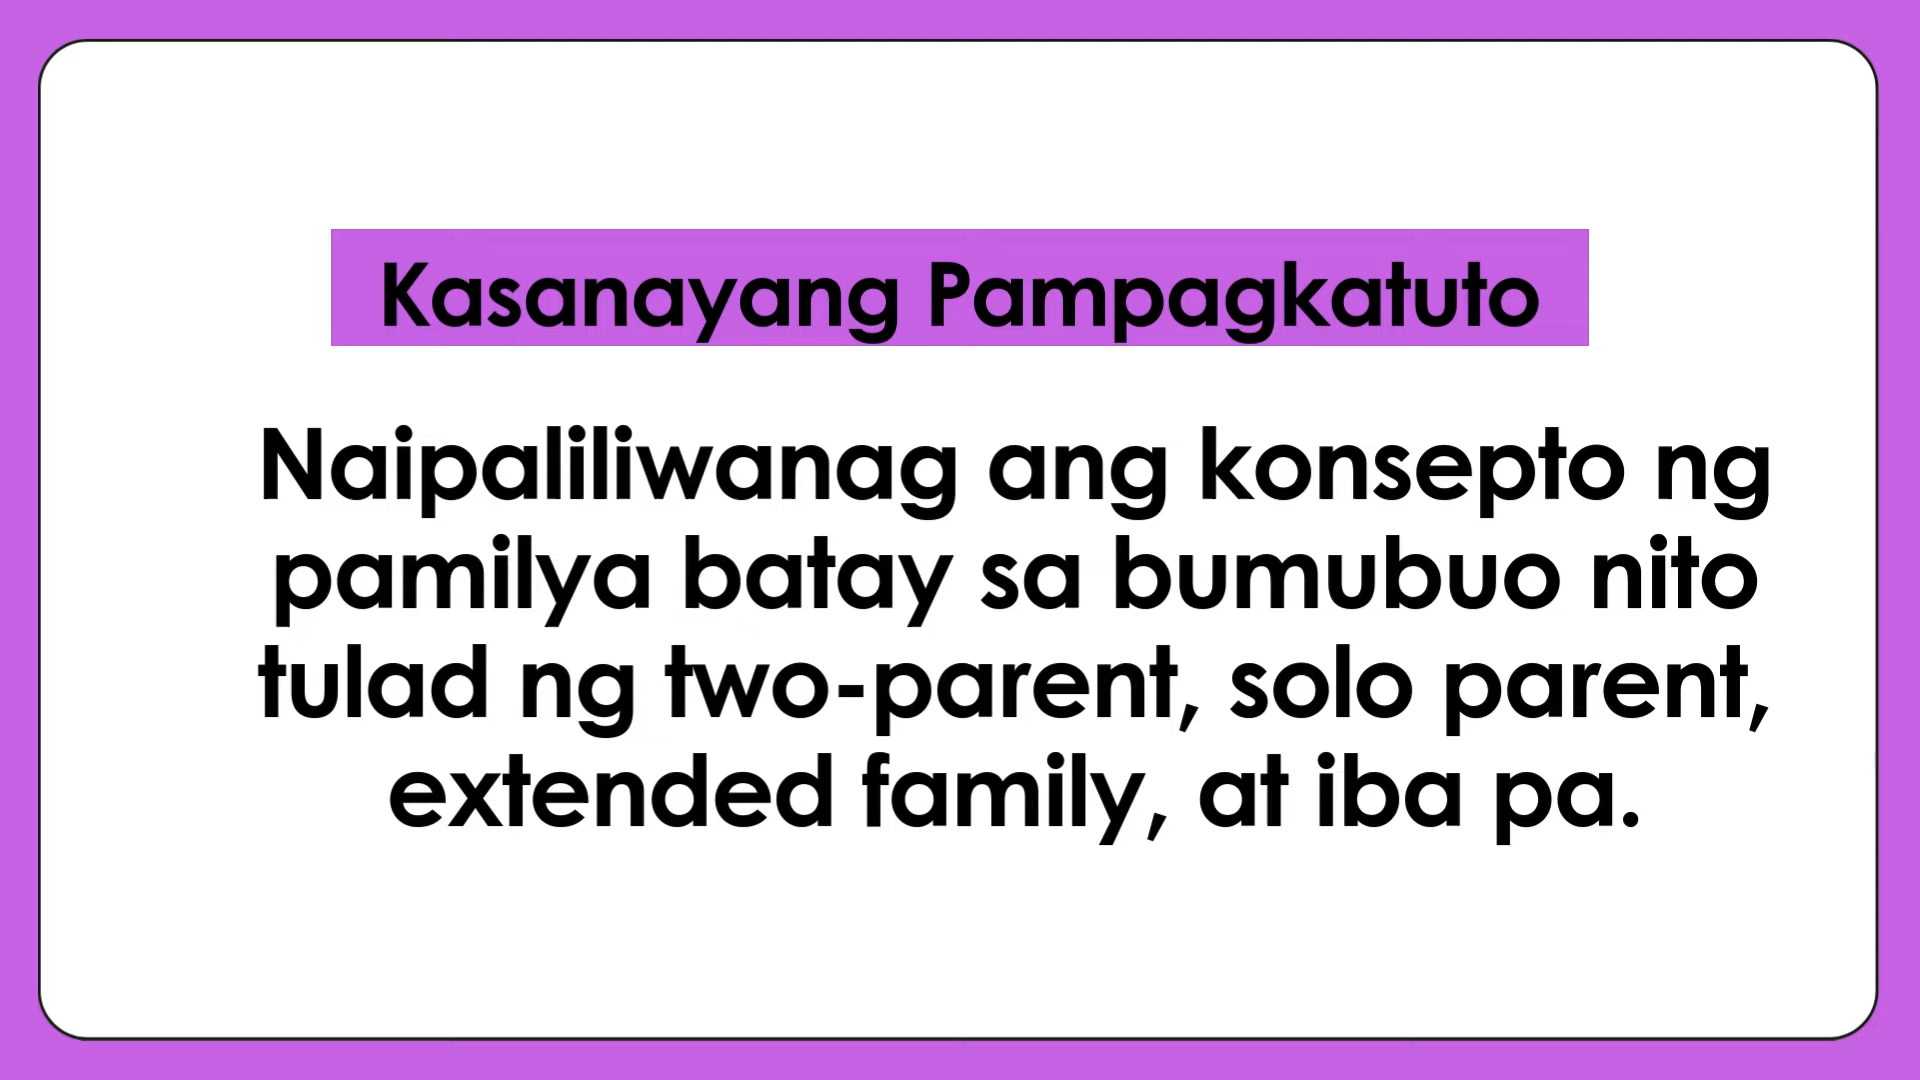 Kasanayang Pampagkatuto
Naipaliliwanag ang konsepto ng
pamilya batay sa bumubuo nito
tulad ng two-parent, solo parent,
extended family, at iba pa.